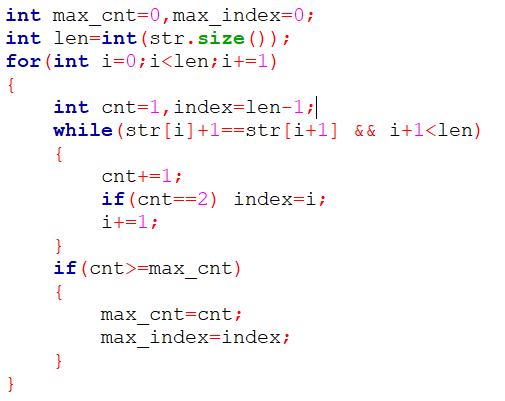 int max_cnt=0,max_index=0;
int len=int(str.size());
for(int i=0;i<len;i+=1)
{
    int cnt=1,index=len-1;
    while(str[i]+1==str[i+1] && i+1<len)
    {
        cnt+=1;
        if(cnt==2) index=i;
        i+=1;
    }
    if(cnt>=max_cnt)
    {
        max_cnt=cnt;
        max_index=index;
    }
}